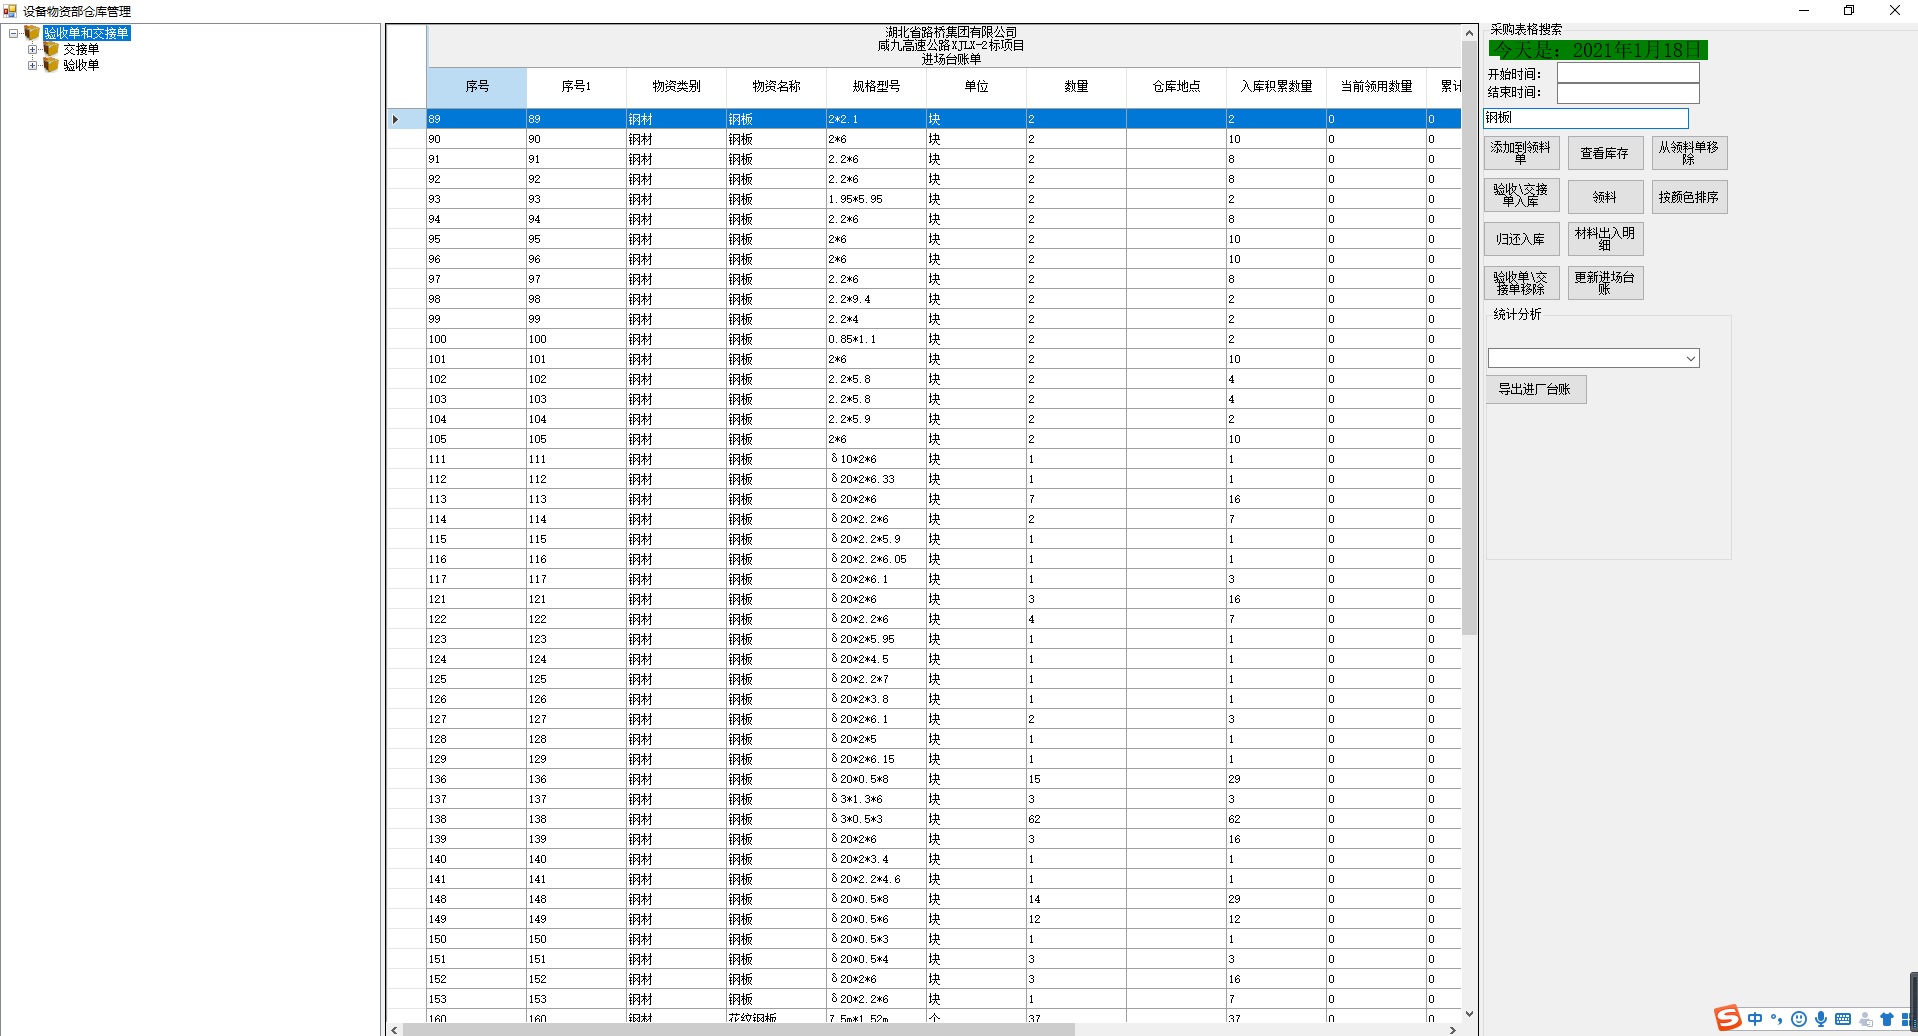 设备物资部仓库管理
验收单和交接单
交接单
验收单
湖北省路桥集团有限公司
咸九高速公路XJLX-2标项目
进场台账单
序号 序号1 物资类别 物资名称 规格型号 单位 数量 仓库地点 入库积累数量 当前领用数量 累计
89 89 钢材 钢板 2*2.1 块 2 2 0 0
90 90 钢材 钢板 2*6 块 2 10 0 0
91 91 钢材 钢板 2.2*6 块 2 8 0 0
92 92 钢材 钢板 2.2*6 块 2 8 0 0
93 93 钢材 钢板 1.95*5.95 块 2 2 0 0
94 94 钢材 钢板 2.2*6 块 2 8 0 0
95 95 钢材 钢板 2*6 块 2 10 0 0
96 96 钢材 钢板 2*6 块 2 10 0 0
97 97 钢材 钢板 2.2*6 块 2 8 0 0
98 98 钢材 钢板 2.2*9.4 块 2 2 0 0
99 99 钢材 钢板 2.2*4 块 2 2 0 0
100 100 钢材 钢板 0.85*1.1 块 2 2 0 0
101 101 钢材 钢板 2*6 块 2 10 0 0
102 102 钢材 钢板 2.2*5.8 块 2 4 0 0
103 103 钢材 钢板 2.2*5.8 块 2 4 0 0
104 104 钢材 钢板 2.2*5.9 块 2 2 0 0
105 105 钢材 钢板 2*6 块 2 10 0 0
111 111 钢材 钢板 δ10*2*6 块 1 1 0 0
112 112 钢材 钢板 δ20*2*6.33 块 1 1 0 0
113 113 钢材 钢板 δ20*2*6 块 7 16 0 0
114 114 钢材 钢板 δ20*2.2*6 块 2 7 0 0
115 115 钢材 钢板 δ20*2.2*5.9 块 1 1 0 0
116 116 钢材 钢板 δ20*2.2*6.05 块 1 1 0 0
117 117 钢材 钢板 δ20*2*6.1 块 1 3 0 0
121 121 钢材 钢板 δ20*2*6 块 3 16 0 0
122 122 钢材 钢板 δ20*2.2*6 块 4 7 0 0
123 123 钢材 钢板 δ20*2*5.95 块 1 1 0 0
124 124 钢材 钢板 δ20*2*4.5 块 1 1 0 0
125 125 钢材 钢板 δ20*2.2*7 块 1 1 0 0
126 126 钢材 钢板 δ20*2*3.8 块 1 1 0 0
127 127 钢材 钢板 δ20*2*6.1 块 2 3 0 0
128 128 钢材 钢板 δ20*2*5 块 1 1 0 0
129 129 钢材 钢板 δ20*2*6.15 块 1 1 0 0
136 136 钢材 钢板 δ20*0.5*8 块 15 29 0 0
137 137 钢材 钢板 δ3*1.3*6 块 3 3 0 0
138 138 钢材 钢板 δ3*0.5*3 块 62 62 0 0
139 139 钢材 钢板 δ20*2*6 块 3 16 0 0
140 140 钢材 钢板 δ20*2*3.4 块 1 1 0 0
141 141 钢材 钢板 δ20*2.2*4.6 块 1 1 0 0
148 148 钢材 钢板 δ20*0.5*8 块 14 29 0 0
149 149 钢材 钢板 δ20*0.5*6 块 12 12 0 0
150 150 钢材 钢板 δ20*0.5*3 块 1 1 0 0
151 151 钢材 钢板 δ20*0.5*4 块 3 3 0 0
152 152 钢材 钢板 δ20*2*6 块 3 16 0 0
153 153 钢材 钢板 δ20*2.2*6 块 1 7 0 0
160 160 钢材 花纹钢板 7.5m*1.52m 个 37 37 0 0
采购表格搜索
今天是：2021年1月18日
开始时间：
结束时间：
钢板
添加到领料
单
查看库存
从领料单移
除
验收\交接
单入库
领料
按颜色排序
归还入库
材料出入明
细
验收单\交
接单移除
更新进场台
账
统计分析
导出进厂台账
中